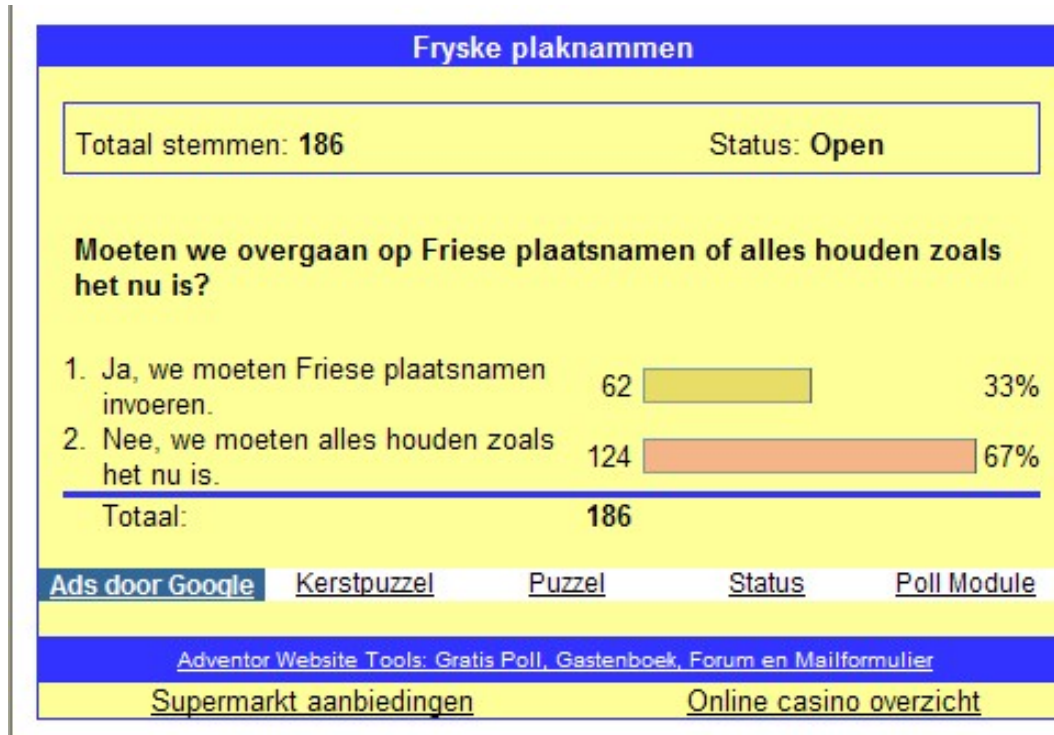 Fryske plaknammen
Totaal stemmen: 186 Status: Open
Moeten we overgaan op Friese plaatsnamen of alles houden zoals
het nu is?
1. Ja, we moeten Friese plaatsnamen
invoeren. 62 33%
2. Nee, we moeten alles houden zoals
het nu is. 124 67%
Totaal: 186
Ads door Google Kerstpuzzel Puzzel Status Poll Module
Adventor Website Tools: Gratis Poll, Gastenboek, Forum en Mailformulier
Supermarkt aanbiedingen Online casino overzicht